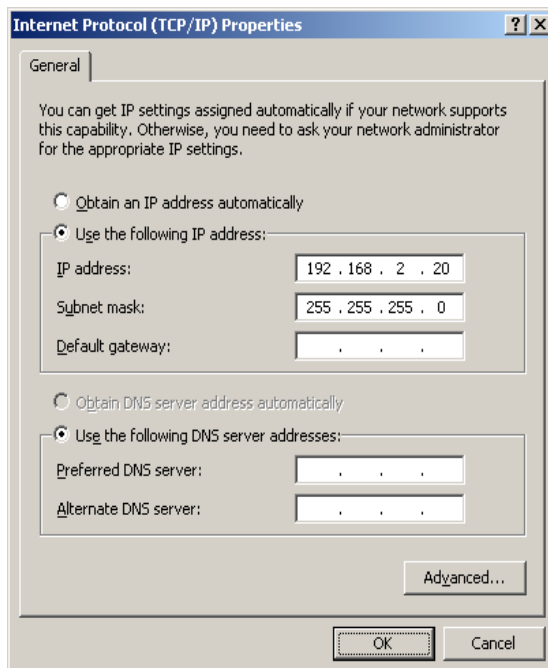 Internet Protocol (TCP/IP) Properties
General
You can get IP settings assigned automatically if your network supports
this capability. Otherwise, you need to ask your network administrator
for the appropriate IP settings.
Obtain an IP address automatically
Use the following IP address:
IP address: 192 . 168 . 2 . 20
Subnet mask: 255 . 255 . 255 . 0
Default gateway: . . .
Obtain DNS server address automatically
Use the following DNS server addresses:
Preferred DNS server: . . .
Alternate DNS server: . . .
Advanced...
OK Cancel